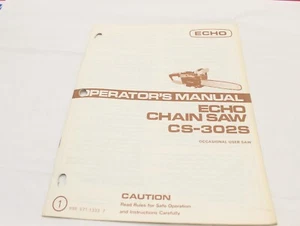 ECHO
OPERATOR'S MANUAL
ECHO
CHAIN SAW
CS-302S
OCCASIONAL USER SAW
CAUTION
Read Rules for Safe Operation
and Instructions Carefully
1